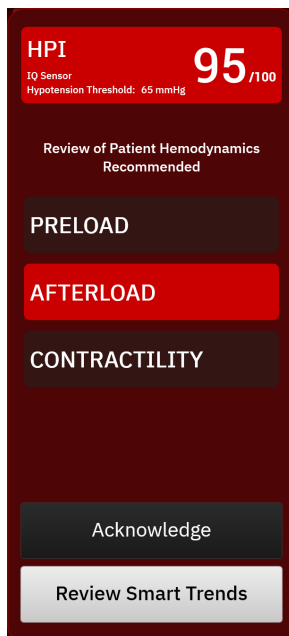 HPI
95/100
IQ Sensor
Hypotension Threshold: 65 mmHg
Review of Patient Hemodynamics
Recommended
PRELOAD
AFTERLOAD
CONTRACTILITY
Acknowledge
Review Smart Trends